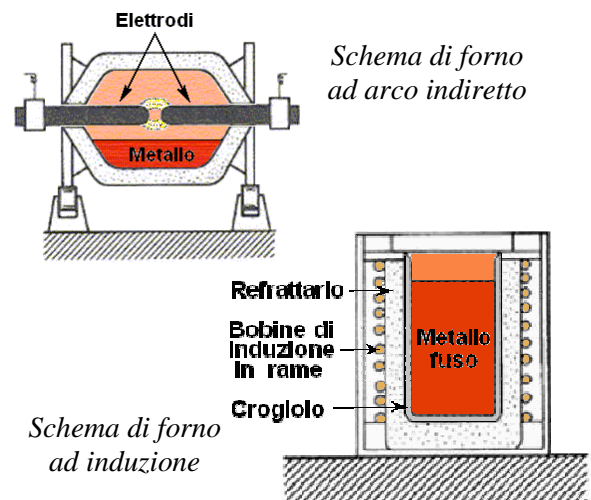 Elettrodi
Schema di forno
ad arco indiretto
Metallo
Refrattario
Bobine di
induzione
in rame
Metallo
fuso
Crogiolo
Schema di forno
ad induzione